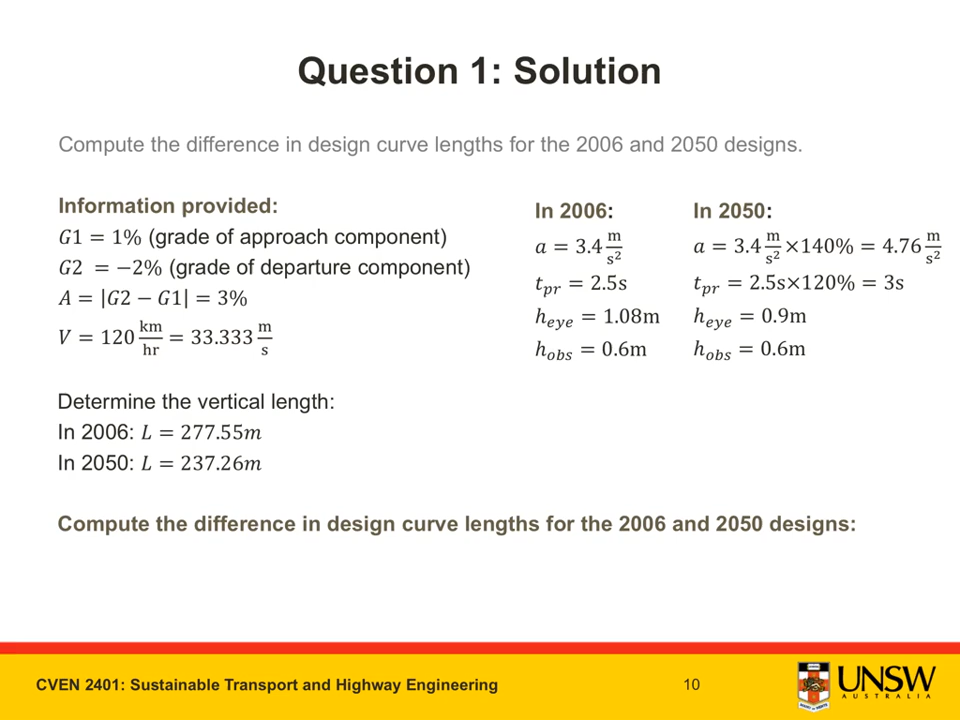 Question 1: Solution
Compute the difference in design curve lengths for the 2006 and 2050 designs.
Information provided:
G1 = 1% (grade of approach component)
G2 = −2% (grade of departure component)
A = |G2 − G1| = 3%
V = 120 km/hr = 33.333 m/s
In 2006:
a = 3.4 m/s²
t_pr = 2.5s
h_eye = 1.08m
h_obs = 0.6m
In 2050:
a = 3.4 m/s² ×140% = 4.76 m/s²
t_pr = 2.5s×120% = 3s
h_eye = 0.9m
h_obs = 0.6m
Determine the vertical length:
In 2006: L = 277.55m
In 2050: L = 237.26m
Compute the difference in design curve lengths for the 2006 and 2050 designs:
CVEN 2401: Sustainable Transport and Highway Engineering
10
UNSW
AUSTRALIA